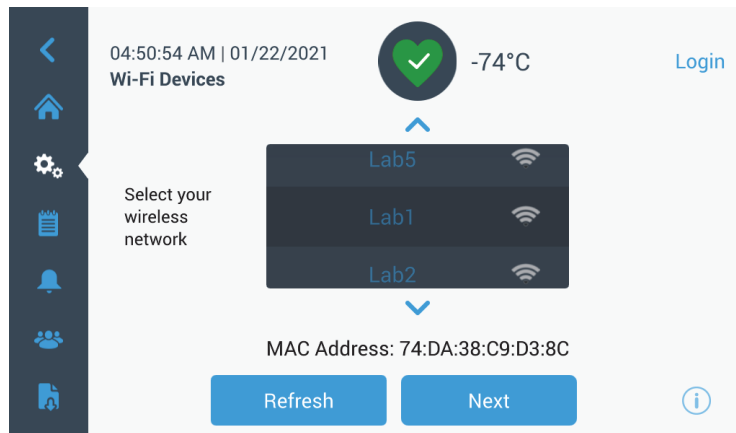 04:50:54 AM | 01/22/2021
Wi-Fi Devices
-74°C
Login
Select your
wireless
network
Lab5
Lab1
Lab2
MAC Address: 74:DA:38:C9:D3:8C
Refresh
Next
i